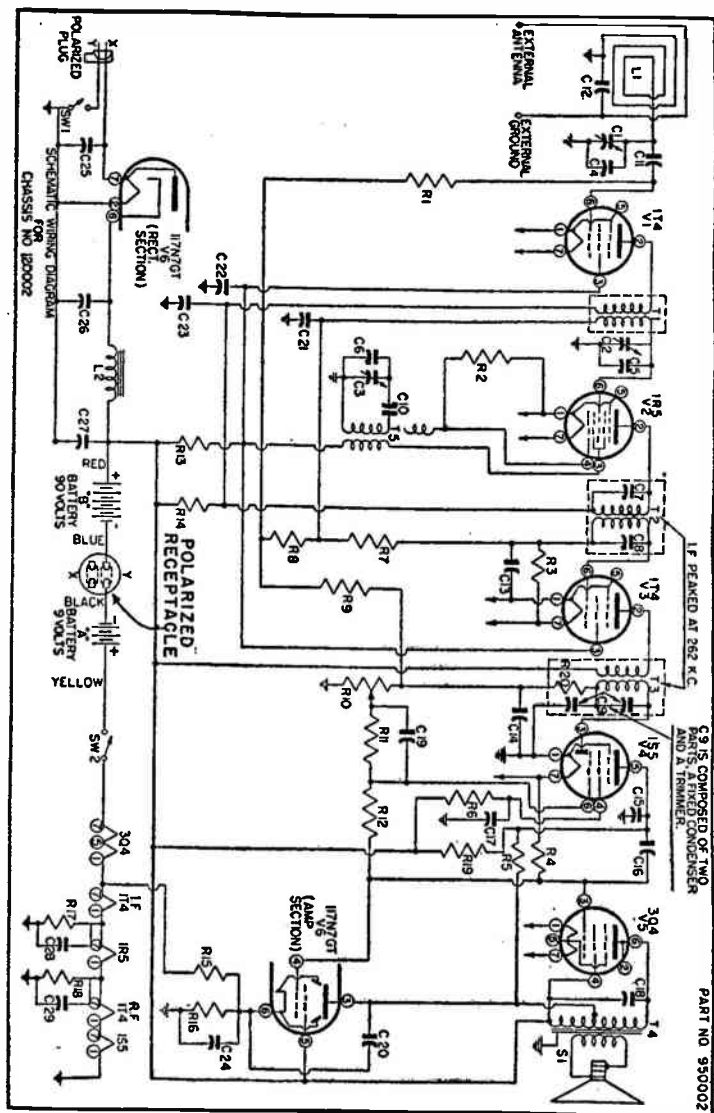 PART NO 950002
I.F PEAKED AT 262 K.C.
C9 IS COMPOSED OF TWO
PARTS, A FIXED CONDENSER
AND A TRIMMER.
1T4
V1
1R5
V2
1T4
V3
1S5
V4
3Q4
V5
L1
C12
EXTERNAL
ANTENNA
EXTERNAL
GROUND
C1
C4
C11
R1
C2
C5
R2
C6
C3
C10
T5
C7
T2
C8
R3
C13
R7
R8
R9
T3
R20
C9
C14
C15
C16
C18
T4
S1
C22
C23
C21
R10
R11
C19
R12
R6
C17
R19
R5
R4
R13
R14
117N7GT
V6
(RECT.
SECTION)
117N7GT
V6
(AMP
SECTION)
R15
R16
C24
C20
POLARIZED
PLUG
X
Y
SW1
C25
C26
L2
C27
RED
+
"B"
BATTERY
90 VOLTS
-
BLUE
POLARIZED
RECEPTACLE
X
Y
BLACK
-
"A"
BATTERY
9 VOLTS
+
YELLOW
SW2
3Q4
I.F
1T4
1R5
R.F
1T4
1S5
R17
C28
R18
C29
SCHEMATIC WIRING DIAGRAM
FOR
CHASSIS NO 120002